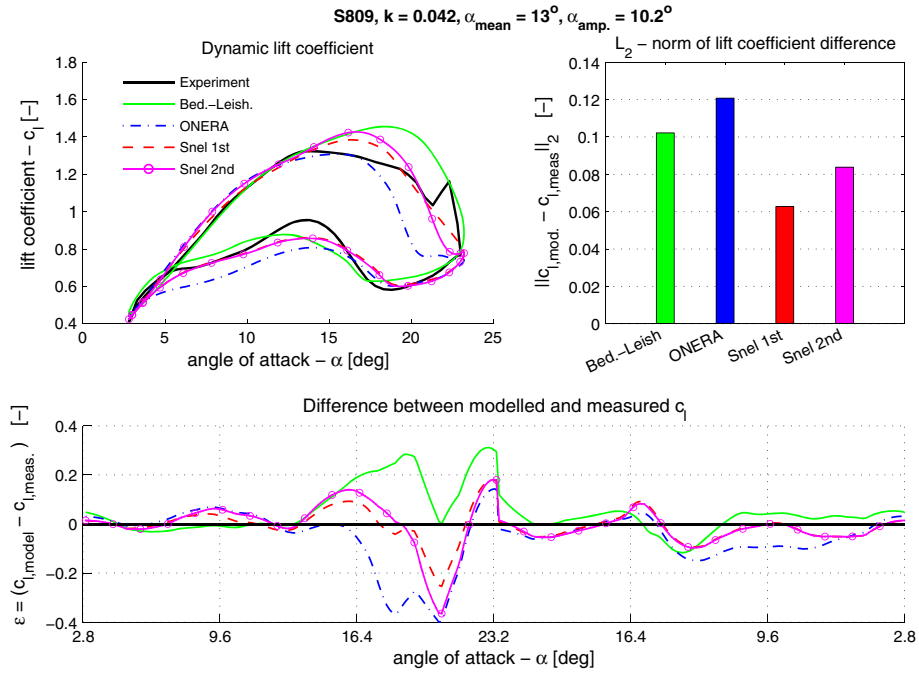 S809, k = 0.042, α_mean = 13°, α_amp. = 10.2°
Dynamic lift coefficient
lift coefficient − c_l [−]
1.8
1.6
1.4
1.2
1
0.8
0.6
0.4
Experiment
Bed.−Leish.
ONERA
Snel 1st
Snel 2nd
0 5 10 15 20 25
angle of attack − α [deg]
L_2 − norm of lift coefficient difference
||c_l,mod. − c_l,meas||_2 [−]
0.14
0.12
0.1
0.08
0.06
0.04
0.02
0
Bed.−Leish ONERA Snel 1st Snel 2nd
Difference between modelled and measured c_l
ε = (c_l,model − c_l,meas.) [−]
0.4
0.2
0
−0.2
−0.4
2.8 9.6 16.4 23.2 16.4 9.6 2.8
angle of attack − α [deg]